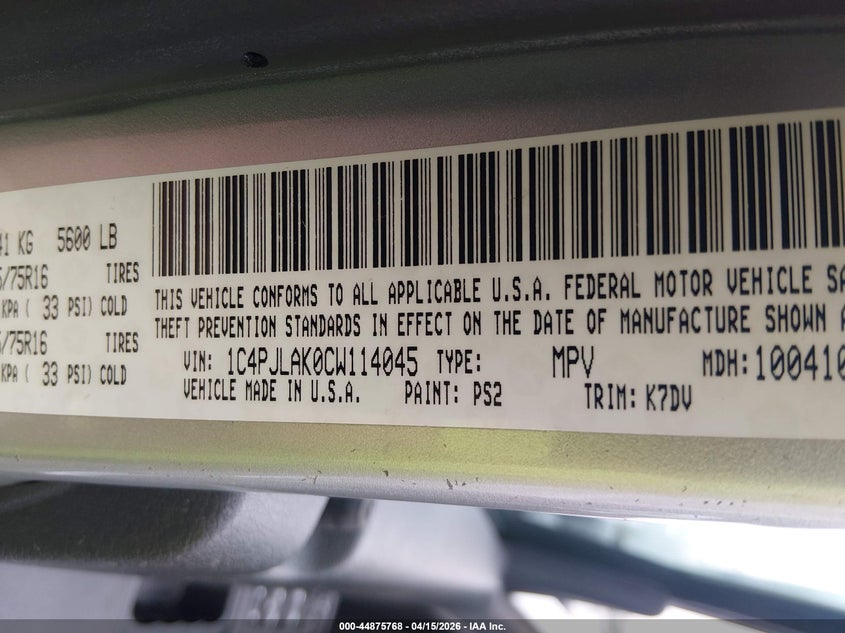 41 KG 5600 LB
/75R16 TIRES
KPA ( 33 PSI) COLD
/75R16 TIRES
KPA ( 33 PSI) COLD
THIS VEHICLE CONFORMS TO ALL APPLICABLE U.S.A. FEDERAL MOTOR VEHICLE SA
THEFT PREVENTION STANDARDS IN EFFECT ON THE DATE OF MANUFACTURE SHOWN A
VIN: 1C4PJLAK0CW114045 TYPE: MPV MDH: 100410
VEHICLE MADE IN U.S.A. PAINT: PS2 TRIM: K7DV
000-44875768 - 04/15/2026 - IAA Inc.